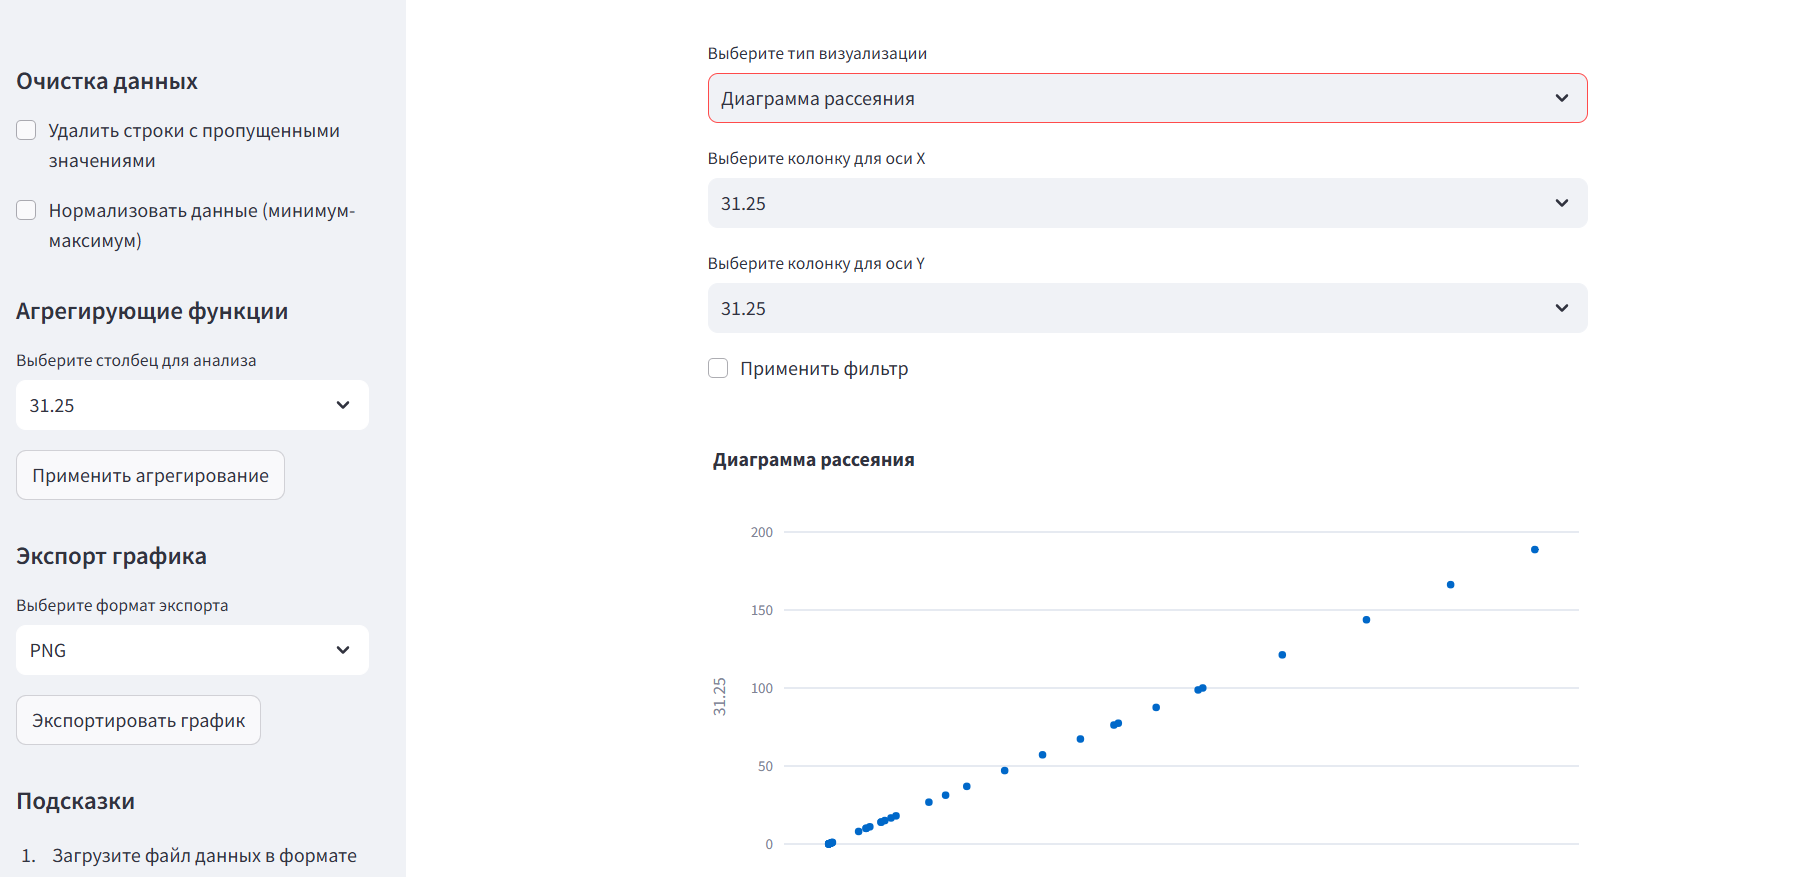 Очистка данных
Удалить строки с пропущенными
значениями
Нормализовать данные (минимум-
максимум)
Агрегирующие функции
Выберите столбец для анализа
31.25
Применить агрегирование
Экспорт графика
Выберите формат экспорта
PNG
Экспортировать график
Подсказки
1. Загрузите файл данных в формате
Выберите тип визуализации
Диаграмма рассеяния
Выберите колонку для оси X
31.25
Выберите колонку для оси Y
31.25
Применить фильтр
Диаграмма рассеяния
200
150
100
50
0
31.25